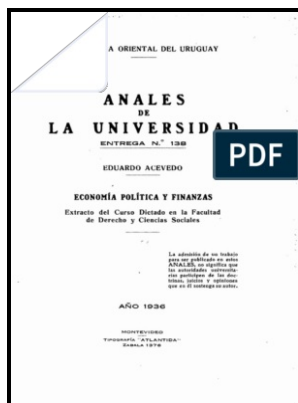 A ORIENTAL DEL URUGUAY
ANALES
DE
LA UNIVERSIDAD
ENTREGA N.º 138
PDF
EDUARDO ACEVEDO
ECONOMÍA POLÍTICA Y FINANZAS
Extracto del Curso Dictado en la Facultad
de Derecho y Ciencias Sociales
La admisión de un trabajo
para ser publicado en estos
ANALES, no significa que
las autoridades universita-
rias participen de las doc-
trinas, juicios y opiniones
que en él sostenga su autor.
AÑO 1936
MONTEVIDEO
TIPOGRAFÍA "ATLANTIDA"
ZABALA 1376